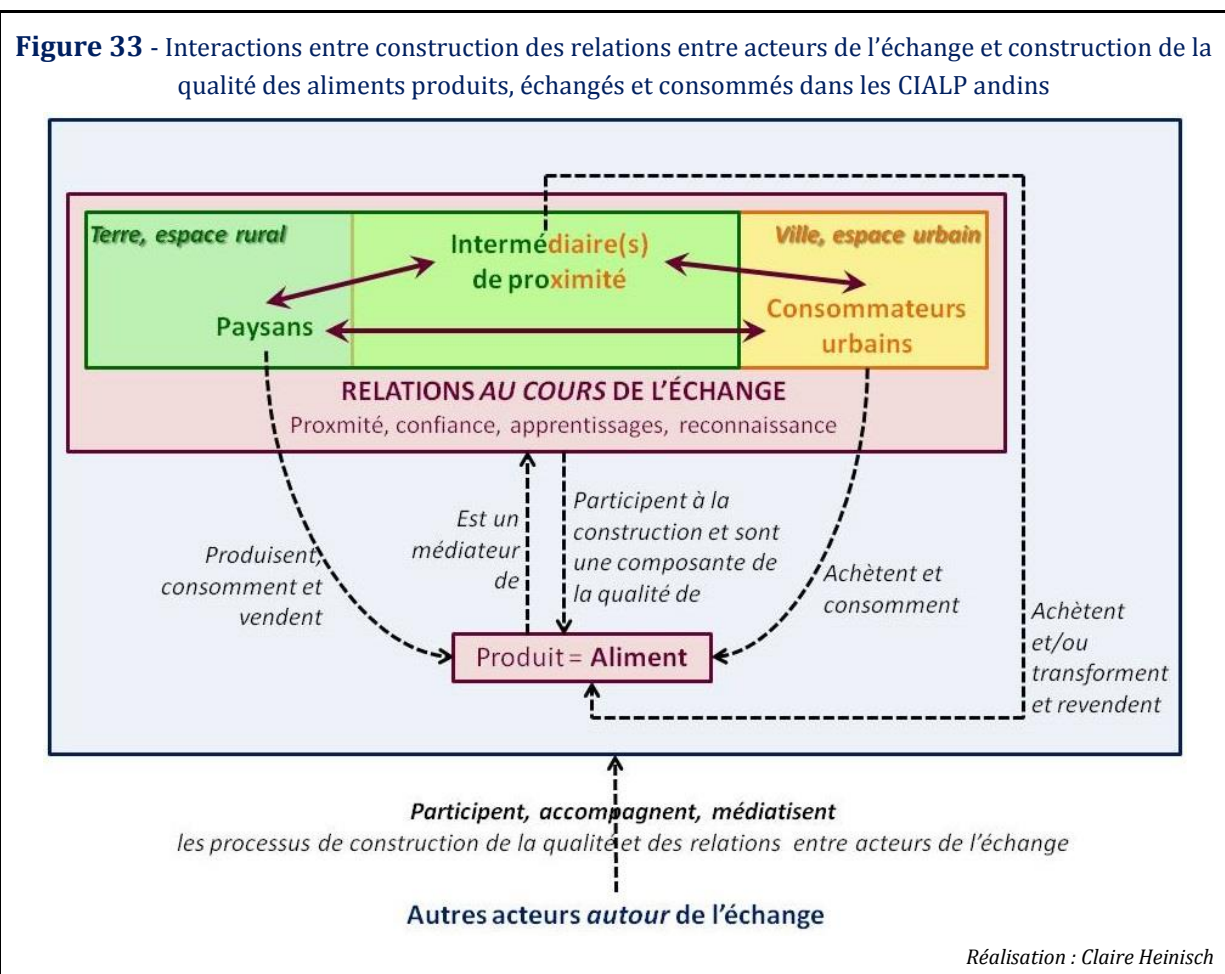 Figure 33 - Interactions entre construction des relations entre acteurs de l’échange et construction de la
qualité des aliments produits, échangés et consommés dans les CIALP andins
Terre, espace rural
Intermédiaire(s)
de proximité
Ville, espace urbain
Paysans
Consommateurs
urbains
RELATIONS AU COURS DE L’ÉCHANGE
Proxmité, confiance, apprentissages, reconnaissance
Produisent,
consomment et
vendent
Est un
médiateur
de
Participent à la
construction et sont
une composante de
la qualité de
Achètent et
consomment
Achètent
et/ou
transforment
et revendent
Produit = Aliment
Participent, accompagnent, médiatisent
les processus de construction de la qualité et des relations entre acteurs de l’échange
Autres acteurs autour de l’échange
Réalisation : Claire Heinisch